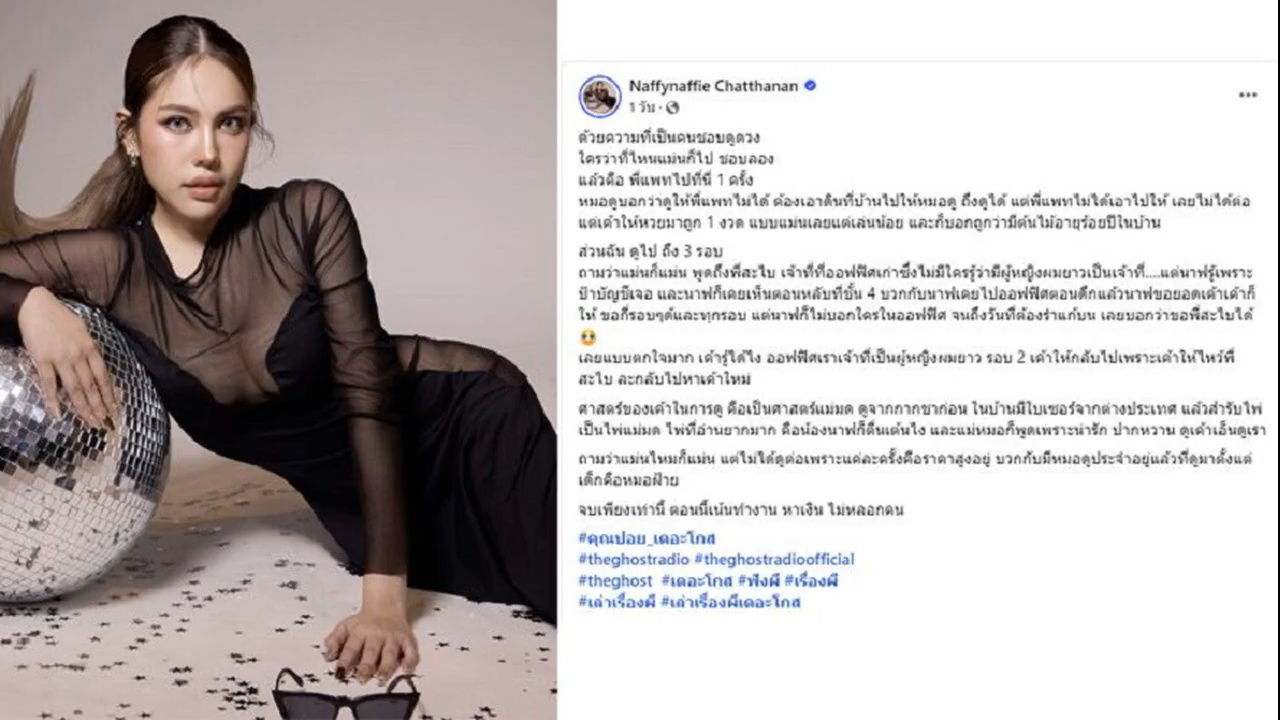 Naffynaffie Chatthanan
1 วัน ·
ด้วยความที่เป็นคนชอบดูดวง
ใครว่าที่ไหนแม่นก็ไป ชอบลอง
แล้วคือ พี่แพทไปที่นี่ 1 ครั้ง
หมอดูบอกว่าดูให้พี่แพทไม่ได้ ต้องเอาดินที่บ้านไปให้หมอดู ถึงดูได้ แต่พี่แพทไม่ได้เอาไปให้ เลยไม่ได้ต่อ
แต่เค้าให้หวยมาถูก 1 งวด แบบแม่นเลยแต่เล่นน้อย และก็บอกถูกว่ามีต้นไม้อายุร้อยปีในบ้าน
ส่วนฉัน ดูไป ถึง 3 รอบ
ถามว่าแม่นก็แม่น พูดถึงพี่สะไบ เจ้าที่ที่ออฟฟิศเก่าซึ่งไม่มีใครรู้ว่ามีผู้หญิงผมยาวเป็นเจ้าที่....แต่นาฟรู้เพราะ
ป้าบัญชีเจอ และนาฟก็เคยเห็นตอนหลับที่ชั้น 4 บวกกับนาฟเคยไปออฟฟิศตอนดึกแล้วนาฟขอยอดเค้าเค้าก็
ให้ ขอกี่รอบๆได้และทุกรอบ แต่นาฟก็ไม่บอกใครในออฟฟิศ จนถึงวันที่ต้องรำแก้บน เลยบอกว่าขอพี่สะไบได้
เลยแบบตกใจมาก เค้ารู้ได้ไง ออฟฟิศเราเจ้าที่เป็นผู้หญิงผมยาว รอบ 2 เค้าให้กลับไปเพราะเค้าให้ไหว้พี่
สะไบ ละกลับไปหาเค้าใหม่
ศาสตร์ของเค้าในการดู คือเป็นศาสตร์แม่มด ดูจากกากชาก่อน ในบ้านมีใบเซอร์จากต่างประเทศ แล้วสำรับไพ่
เป็นไพ่แม่มด ไพ่ที่อ่านยากมาก คือน้องนาฟก็ตื่นเต้นไง และแม่หมอก็พูดเพราะน่ารัก ปากหวาน ดูเค้าเอ็นดูเรา
ถามว่าแม่นไหมก็แม่น แต่ไม่ได้ดูต่อเพราะแต่ละครั้งคือราคาสูงอยู่ บวกกับมีหมอดูประจำอยู่แล้วที่ดูมาตั้งแต่
เด็กคือหมอฝ้าย
จบเพียงเท่านี้ ตอนนี้เน้นทำงาน หาเงิน ไม่หลอกคน
#คุณปอย_เดอะโกส
#theghostradio #theghostradioofficial
#theghost #เดอะโกส #ฟังผี #เรื่องผี
#เล่าเรื่องผี #เล่าเรื่องผีเดอะโกส